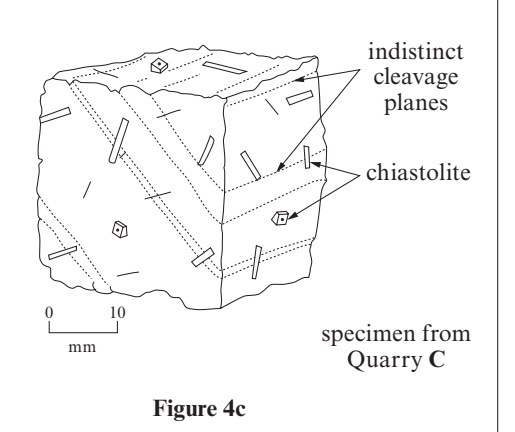 indistinct
cleavage
planes
chiastolite
0 10
mm
specimen from
Quarry C
Figure 4c